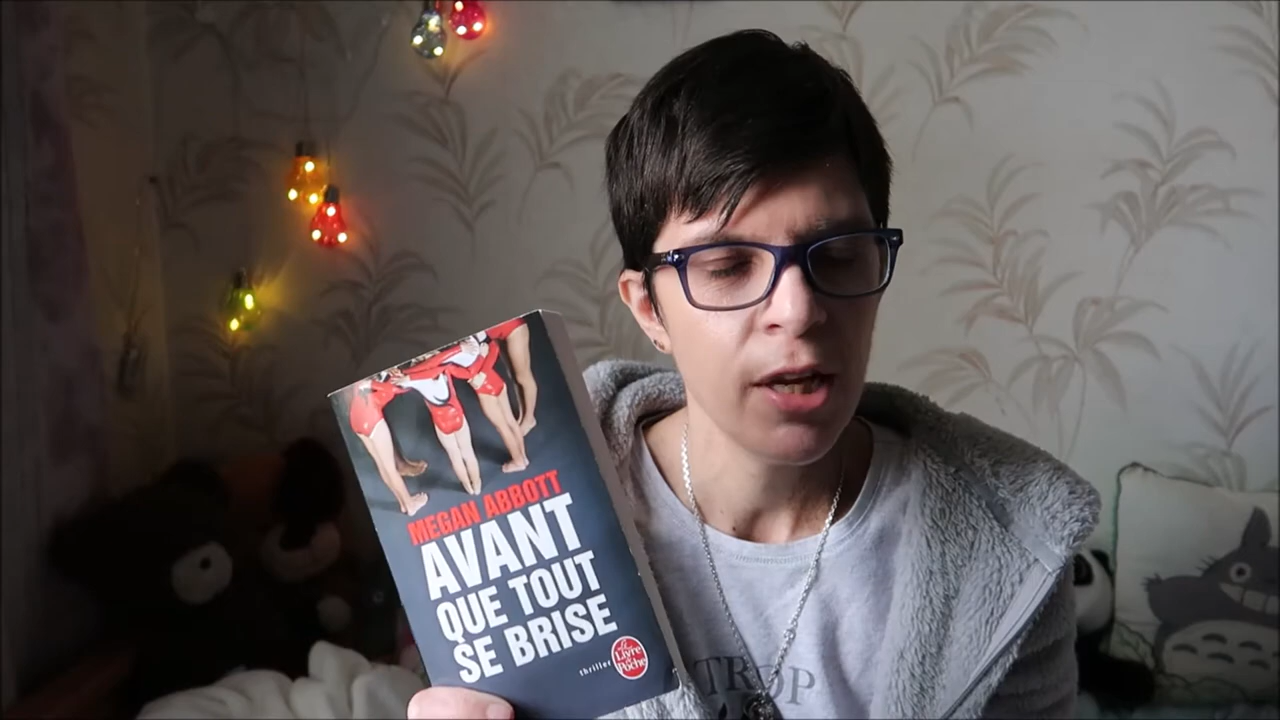 MEGAN ABBOTT
AVANT
QUE TOUT
SE BRISE
thriller
Le
Livre
de
Poche
TROP